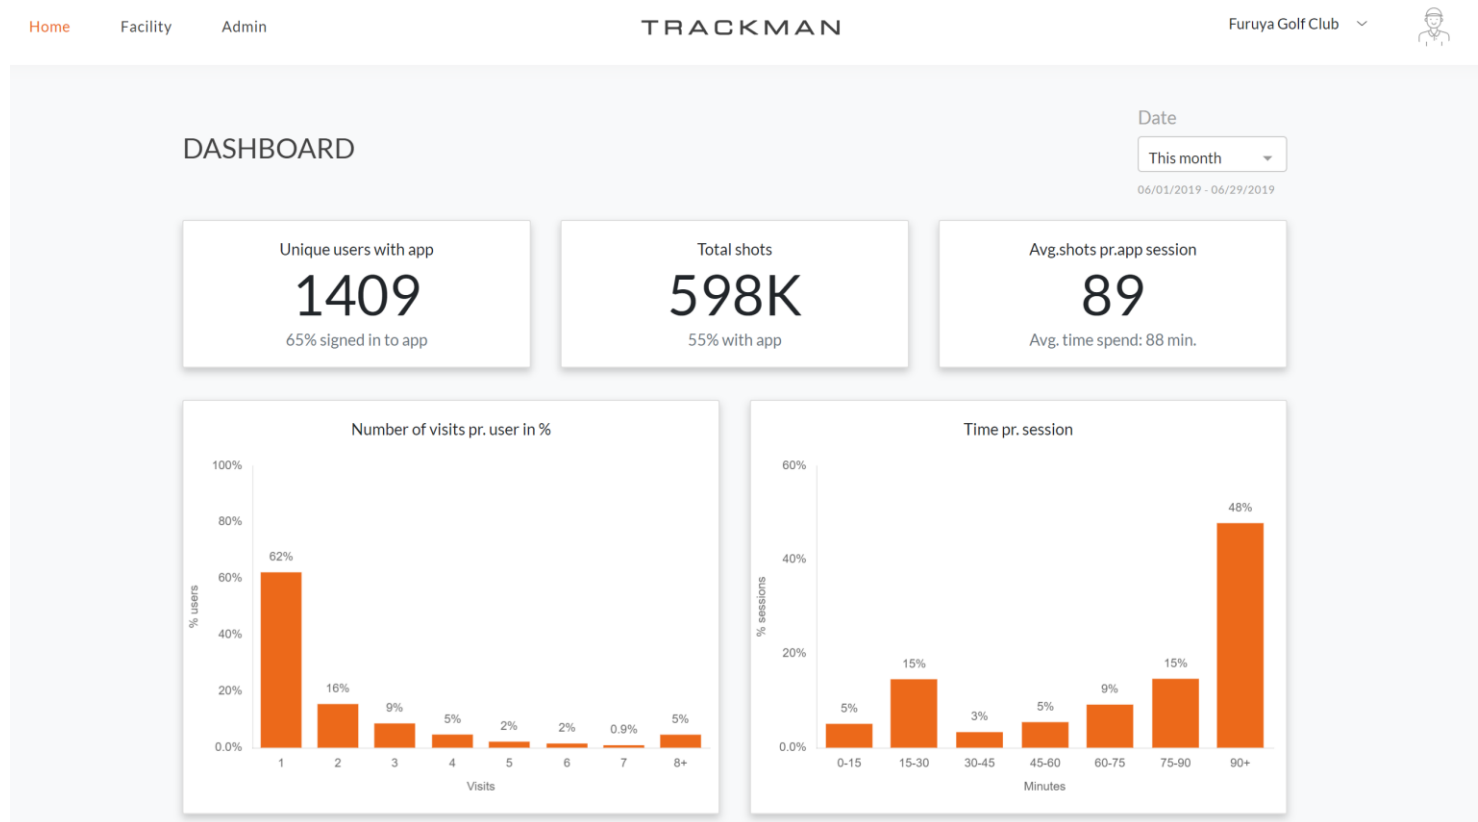 Home Facility Admin TRACKMAN Furuya Golf Club
Date
DASHBOARD
This month
06/01/2019 - 06/29/2019
Unique users with app
1409
65% signed in to app
Total shots
598K
55% with app
Avg.shots pr.app session
89
Avg. time spend: 88 min.
Number of visits pr. user in %
100%
80%
60%
40%
20%
0.0%
% users
62%
16%
9%
5%
2%
2%
0.9%
5%
1 2 3 4 5 6 7 8+
Visits
Time pr. session
60%
40%
20%
0.0%
% sessions
5%
15%
3%
5%
9%
15%
48%
0-15 15-30 30-45 45-60 60-75 75-90 90+
Minutes